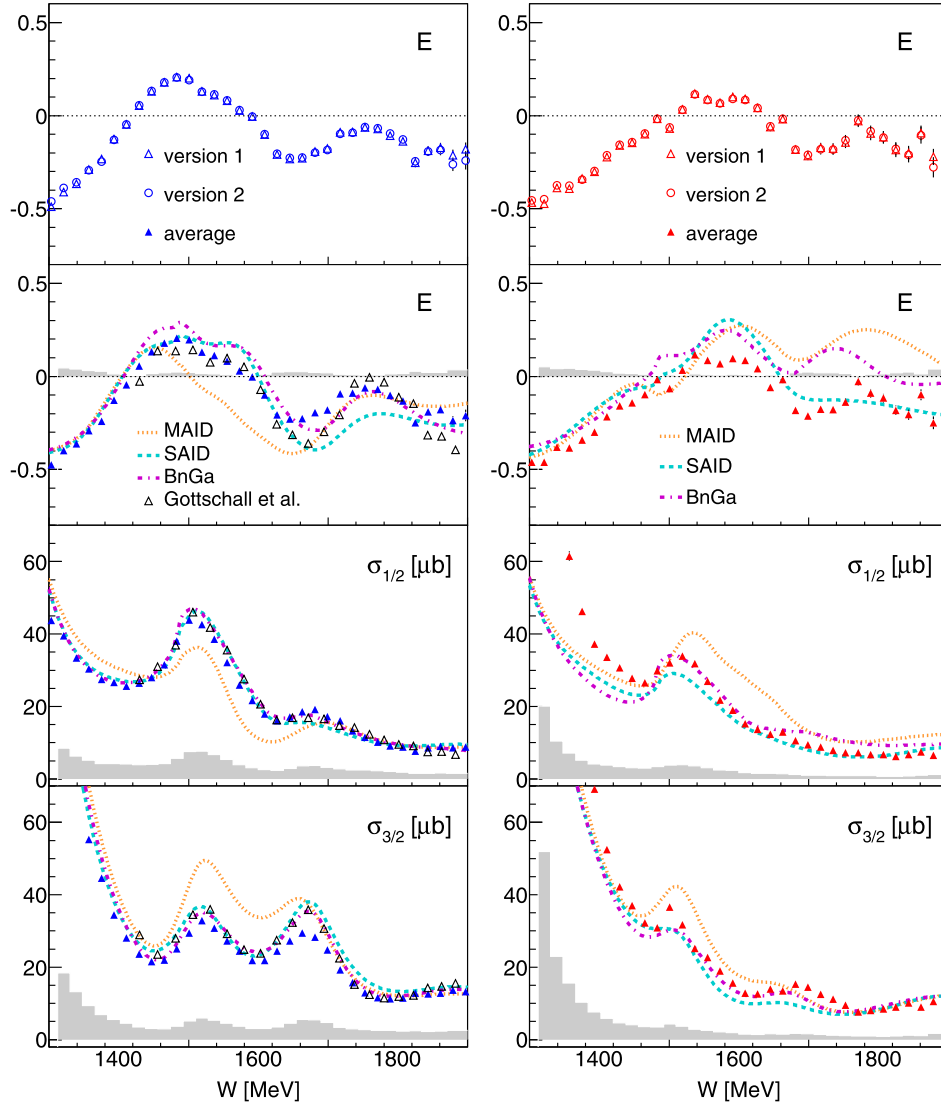 0.5
E
0
version 1
version 2
-0.5
average
0.5
E
0
version 1
version 2
-0.5
average
0.5
E
0
MAID
SAID
-0.5
BnGa
Gottschall et al.
0.5
E
0
MAID
SAID
-0.5
BnGa
60
σ1/2 [μb]
40
20
0
60
σ1/2 [μb]
40
20
0
60
σ3/2 [μb]
40
20
0
1400 1600 1800
W [MeV]
60
σ3/2 [μb]
40
20
0
1400 1600 1800
W [MeV]